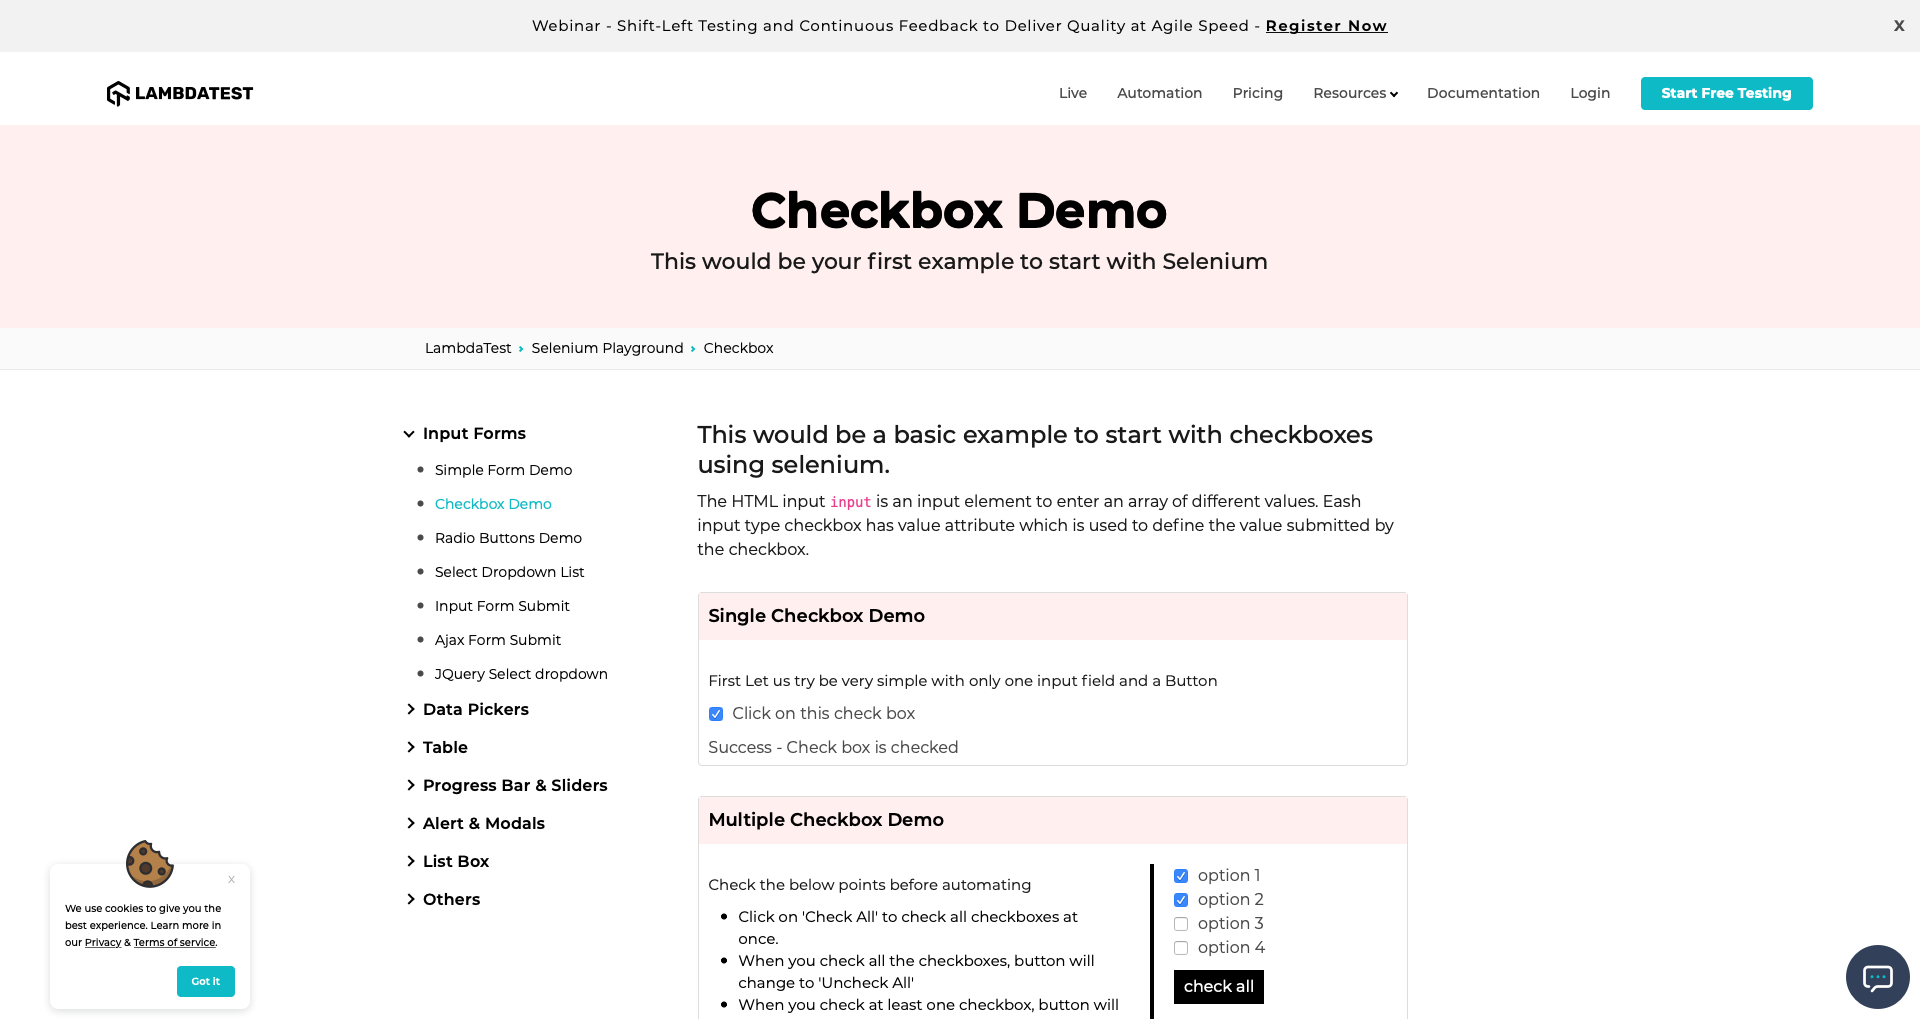 Webinar - Shift-Left Testing and Continuous Feedback to Deliver Quality at Agile Speed - Register Now
X
LAMBDATEST
Live
Automation
Pricing
Resources
Documentation
Login
Start Free Testing
Checkbox Demo
This would be your first example to start with Selenium
LambdaTest › Selenium Playground › Checkbox
Input Forms
Simple Form Demo
Checkbox Demo
Radio Buttons Demo
Select Dropdown List
Input Form Submit
Ajax Form Submit
JQuery Select dropdown
Data Pickers
Table
Progress Bar & Sliders
Alert & Modals
List Box
Others
This would be a basic example to start with checkboxes
using selenium.
The HTML input input is an input element to enter an array of different values. Eash
input type checkbox has value attribute which is used to define the value submitted by
the checkbox.
Single Checkbox Demo
First Let us try be very simple with only one input field and a Button
Click on this check box
Success - Check box is checked
Multiple Checkbox Demo
Check the below points before automating
Click on 'Check All' to check all checkboxes at
once.
When you check all the checkboxes, button will
change to 'Uncheck All'
When you check at least one checkbox, button will
option 1
option 2
option 3
option 4
check all
X
We use cookies to give you the
best experience. Learn more in
our Privacy & Terms of service.
Got it